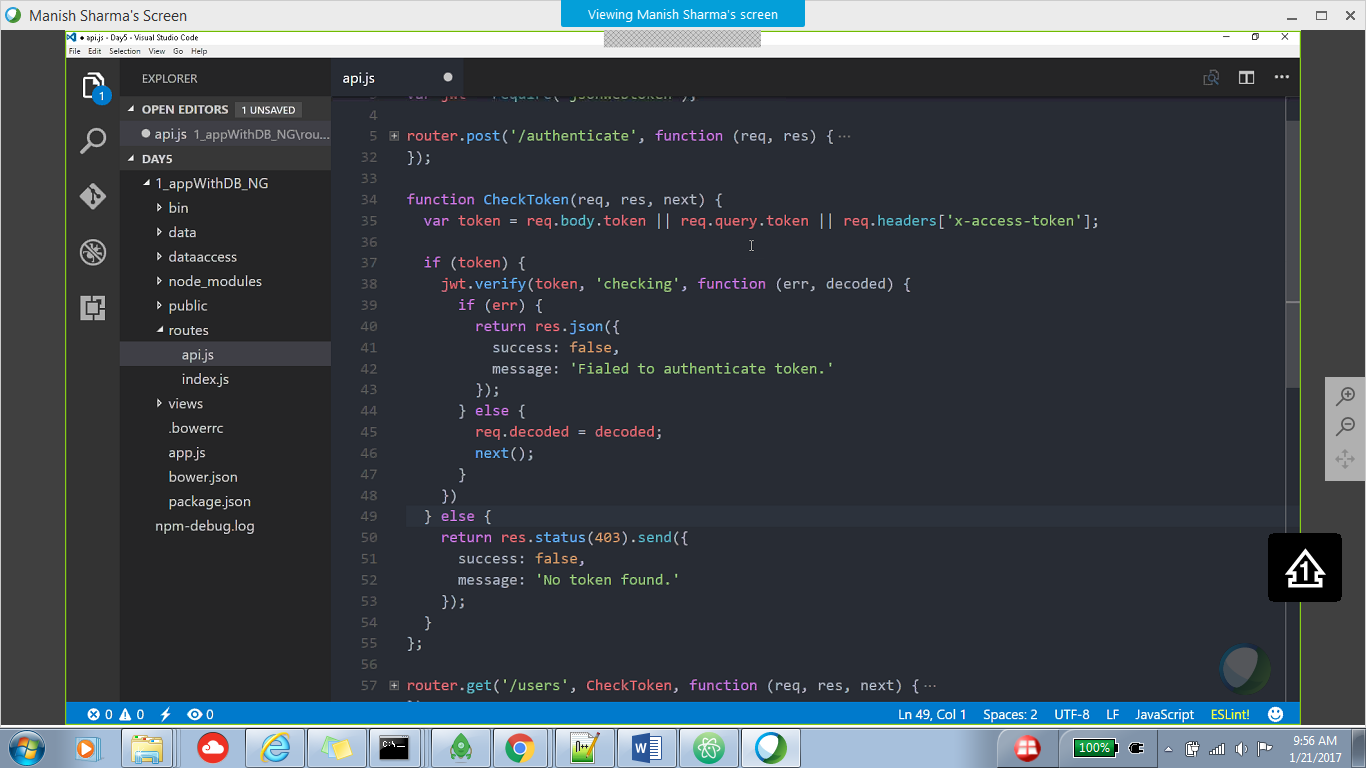 Manish Sharma's Screen
Viewing Manish Sharma's screen
● api.js - Day5 - Visual Studio Code
File Edit Selection View Go Help
EXPLORER
1
OPEN EDITORS 1 UNSAVED
api.js 1_appWithDB_NG\rou...
DAY5
1_appWithDB_NG
bin
data
dataaccess
node_modules
public
routes
api.js
index.js
views
.bowerrc
app.js
bower.json
package.json
npm-debug.log
api.js
4
5 router.post('/authenticate', function (req, res) {...
32 });
33
34 function CheckToken(req, res, next) {
35 var token = req.body.token || req.query.token || req.headers['x-access-token'];
36
37 if (token) {
38 jwt.verify(token, 'checking', function (err, decoded) {
39 if (err) {
40 return res.json({
41 success: false,
42 message: 'Fialed to authenticate token.'
43 });
44 } else {
45 req.decoded = decoded;
46 next();
47 }
48 })
49 } else {
50 return res.status(403).send({
51 success: false,
52 message: 'No token found.'
53 });
54 }
55 };
56
57 router.get('/users', CheckToken, function (req, res, next) {...
1
0 0 0 Ln 49, Col 1 Spaces: 2 UTF-8 LF JavaScript ESLint!
100% 9:56 AM
1/21/2017